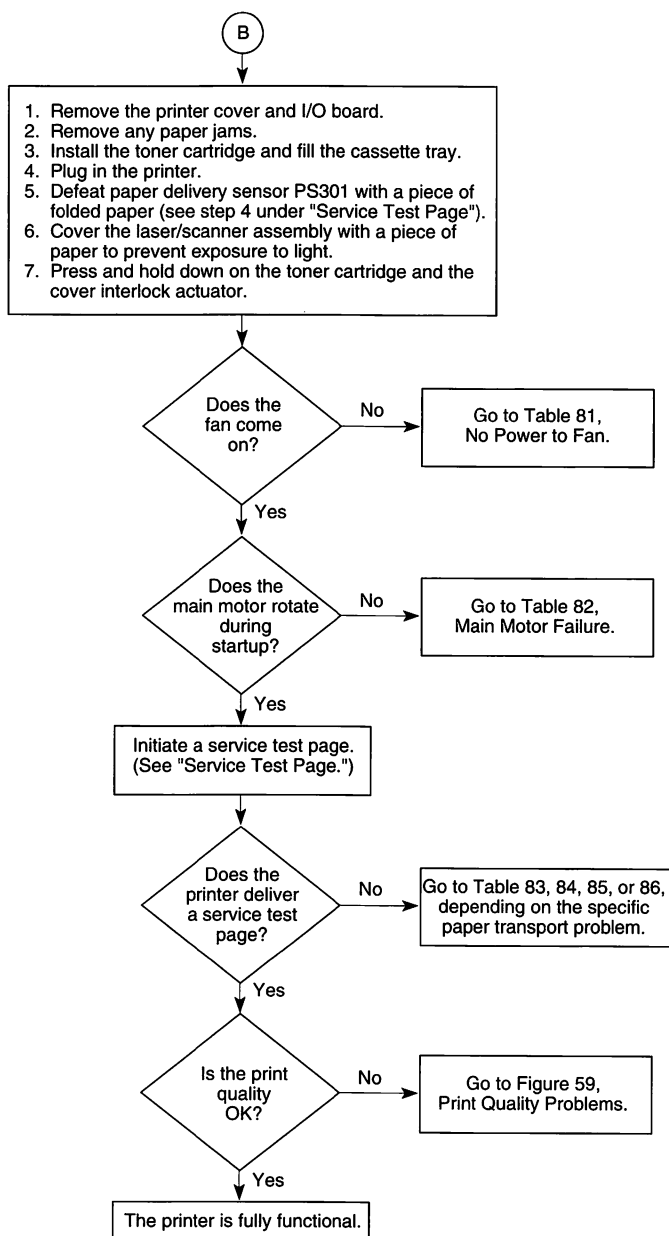 B
1. Remove the printer cover and I/O board.
2. Remove any paper jams.
3. Install the toner cartridge and fill the cassette tray.
4. Plug in the printer.
5. Defeat paper delivery sensor PS301 with a piece of
folded paper (see step 4 under "Service Test Page").
6. Cover the laser/scanner assembly with a piece of
paper to prevent exposure to light.
7. Press and hold down on the toner cartridge and the
cover interlock actuator.
Does the
fan come
on?
No
Go to Table 81,
No Power to Fan.
Yes
Does the
main motor rotate
during
startup?
No
Go to Table 82,
Main Motor Failure.
Yes
Initiate a service test page.
(See "Service Test Page.")
Does the
printer deliver
a service test
page?
No
Go to Table 83, 84, 85, or 86,
depending on the specific
paper transport problem.
Yes
Is the print
quality
OK?
No
Go to Figure 59,
Print Quality Problems.
Yes
The printer is fully functional.